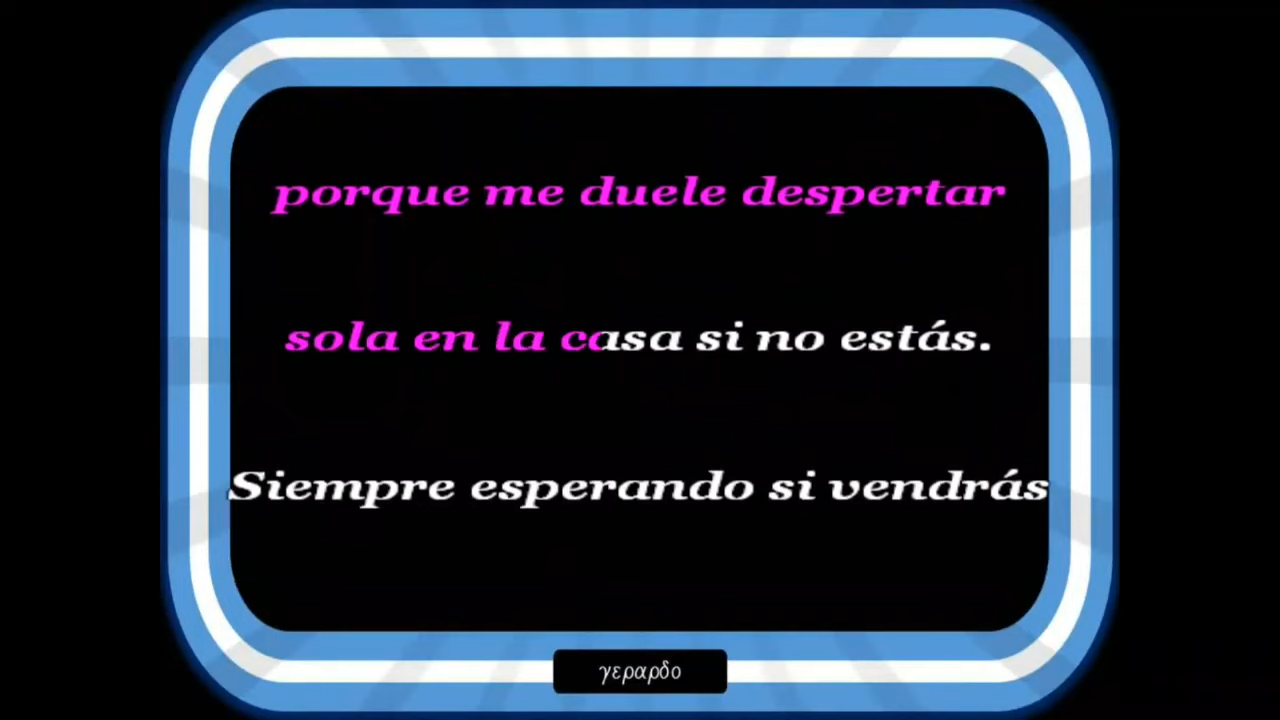 porque me duele despertar
sola en la casa si no estás.
Siempre esperando si vendrás
γεραρδο